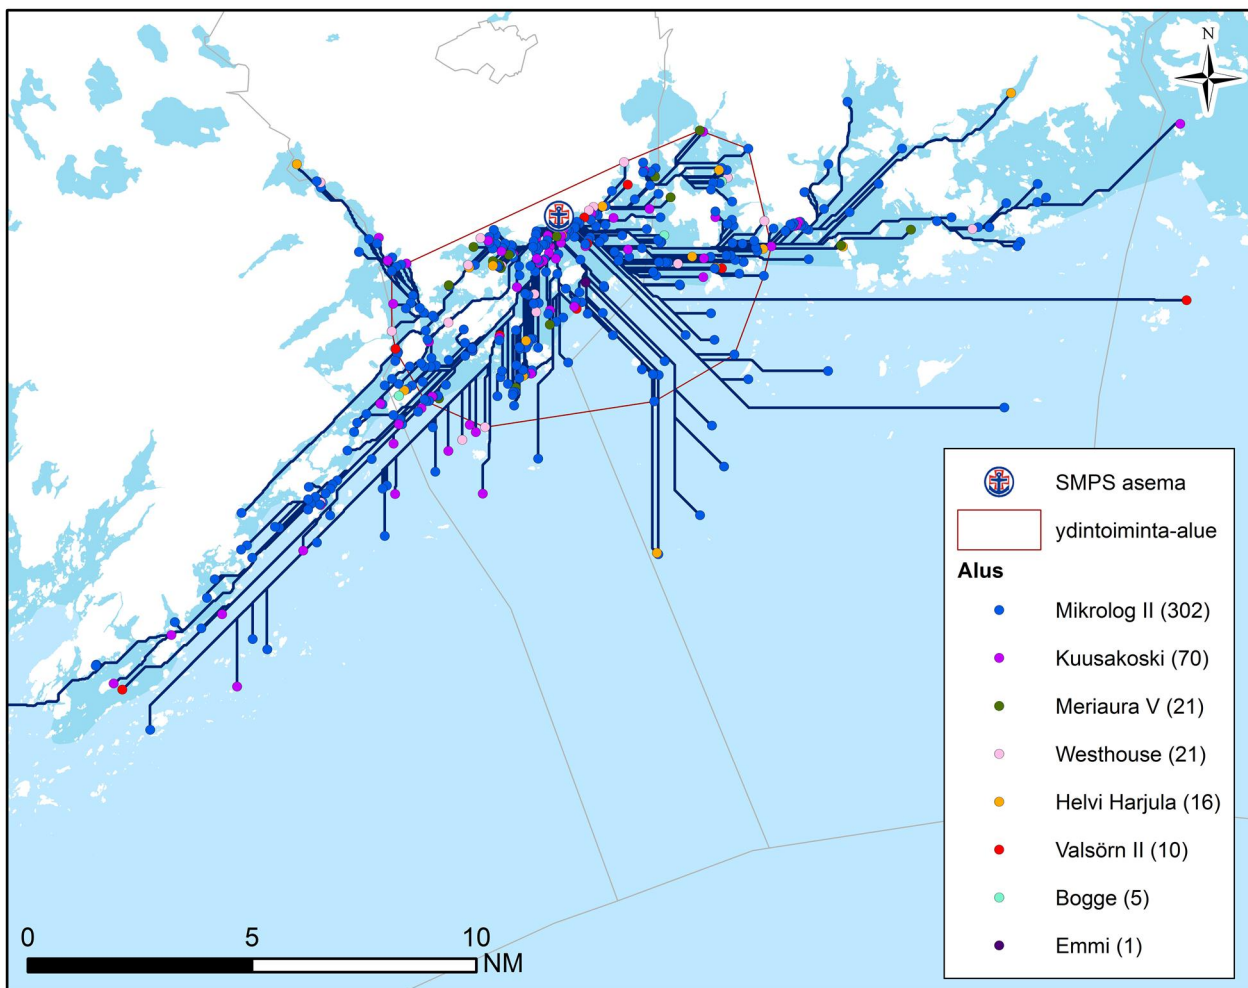 N
SMPS asema
ydintoiminta-alue
Alus
Mikrolog II (302)
Kuusakoski (70)
Meriaura V (21)
Westhouse (21)
Helvi Harjula (16)
Valsörn II (10)
Bogge (5)
Emmi (1)
0 5 10
NM